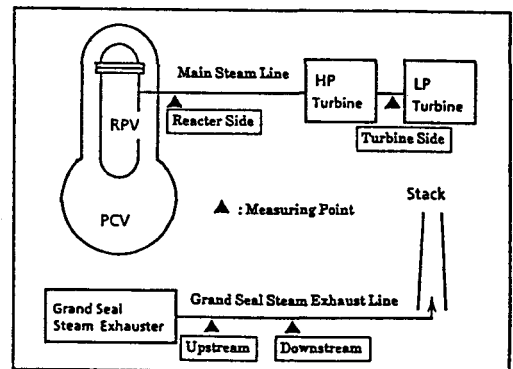 Main Steam Line
HP
Turbine
LP
Turbine
RPV
Reacter Side
Turbine Side
PCV
▲ : Measuring Point
Stack
Grand Seal
Steam Exhauster
Grand Seal Steam Exhaust Line
Upstream
Downstream